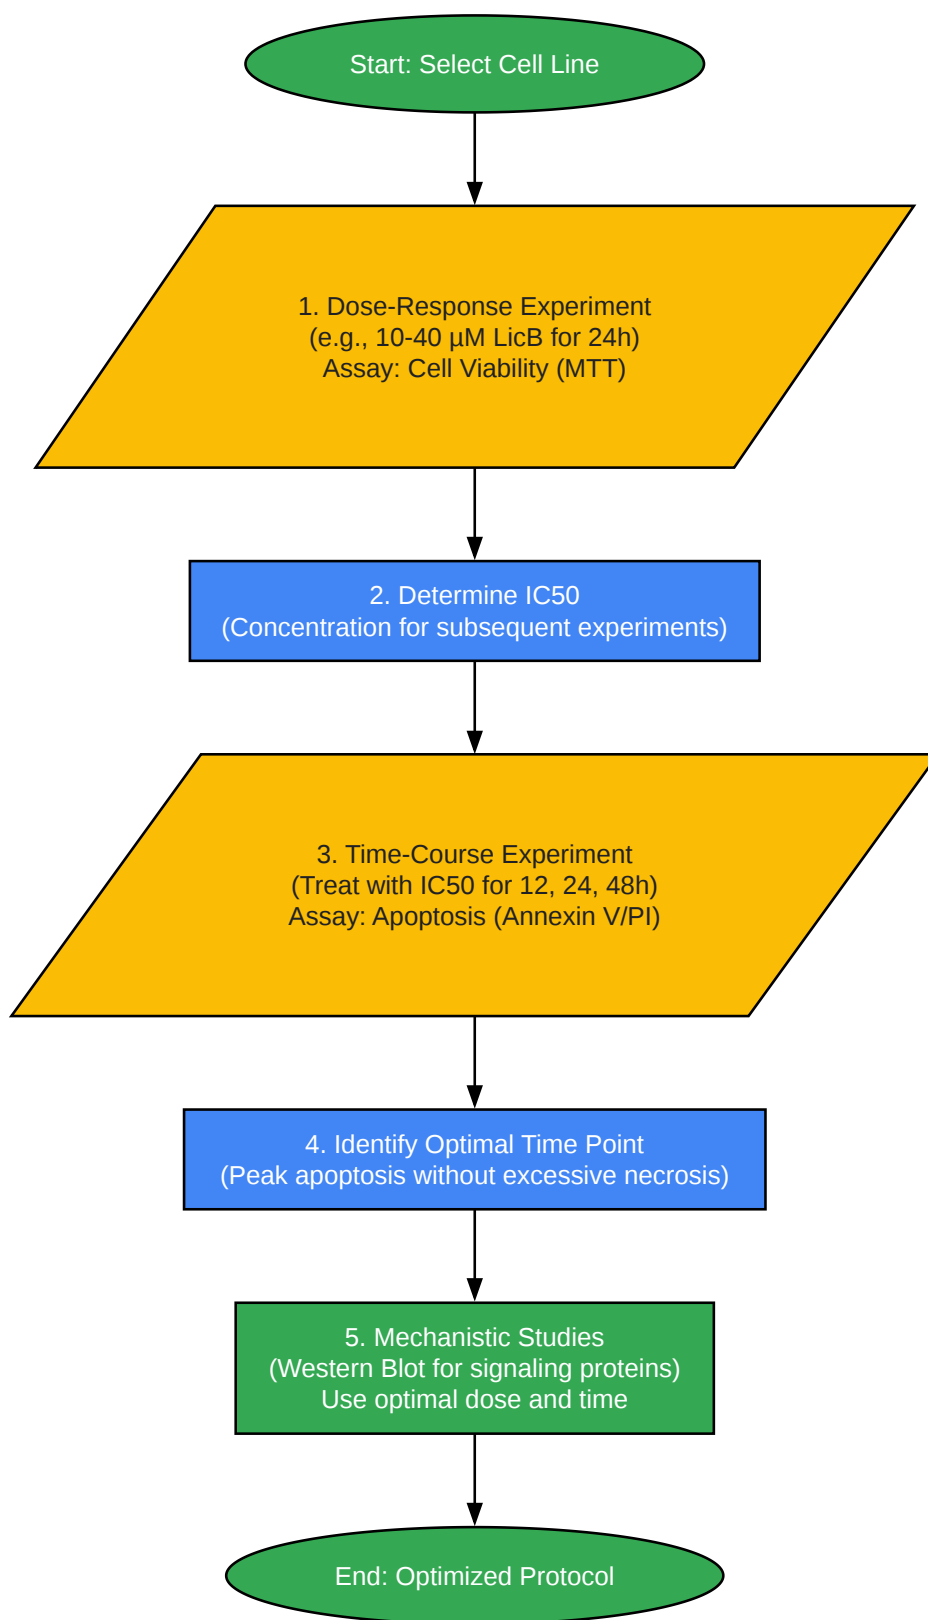 Start: Select Cell Line
1. Dose-Response Experiment
(e.g., 10-40 µM LicB for 24h)
Assay: Cell Viability (MTT)
2. Determine IC50
(Concentration for subsequent experiments)
3. Time-Course Experiment
(Treat with IC50 for 12, 24, 48h)
Assay: Apoptosis (Annexin V/PI)
4. Identify Optimal Time Point
(Peak apoptosis without excessive necrosis)
5. Mechanistic Studies
(Western Blot for signaling proteins)
Use optimal dose and time
End: Optimized Protocol